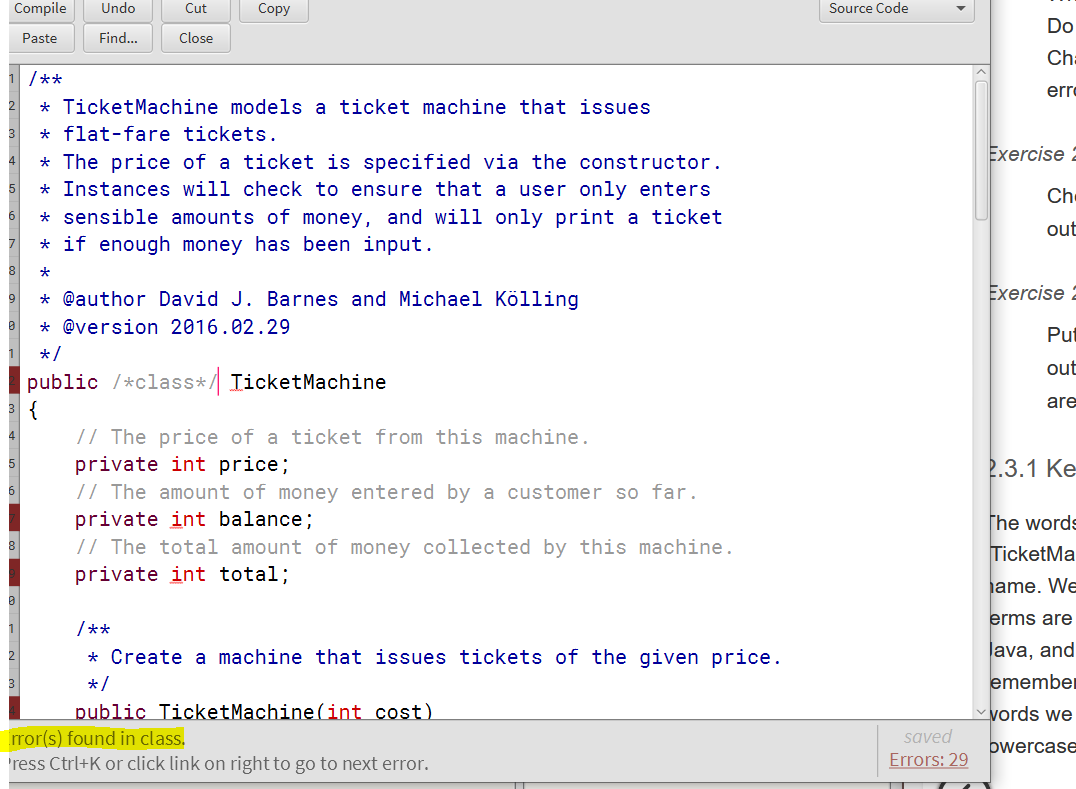 Compile Undo Cut Copy Source Code
Paste Find... Close
1 /**
2 * TicketMachine models a ticket machine that issues
3 * flat-fare tickets.
4 * The price of a ticket is specified via the constructor.
5 * Instances will check to ensure that a user only enters
6 * sensible amounts of money, and will only print a ticket
7 * if enough money has been input.
8 *
9 * @author David J. Barnes and Michael Kölling
0 * @version 2016.02.29
1 */
public /*class*/ TicketMachine
3 {
4 // The price of a ticket from this machine.
5 private int price;
6 // The amount of money entered by a customer so far.
private int balance;
8 // The total amount of money collected by this machine.
private int total;
0
1 /**
2 * Create a machine that issues tickets of the given price.
3 */
public TicketMachine(int cost)
rror(s) found in class.
Press Ctrl+K or click link on right to go to next error.
saved
Errors: 29
Do
Cha
erro
Exercise 2
Che
out
Exercise 2
Put
out
are
2.3.1 Ke
The words
TicketMa
name. We
erms are
Java, and
emember
words we
owercase